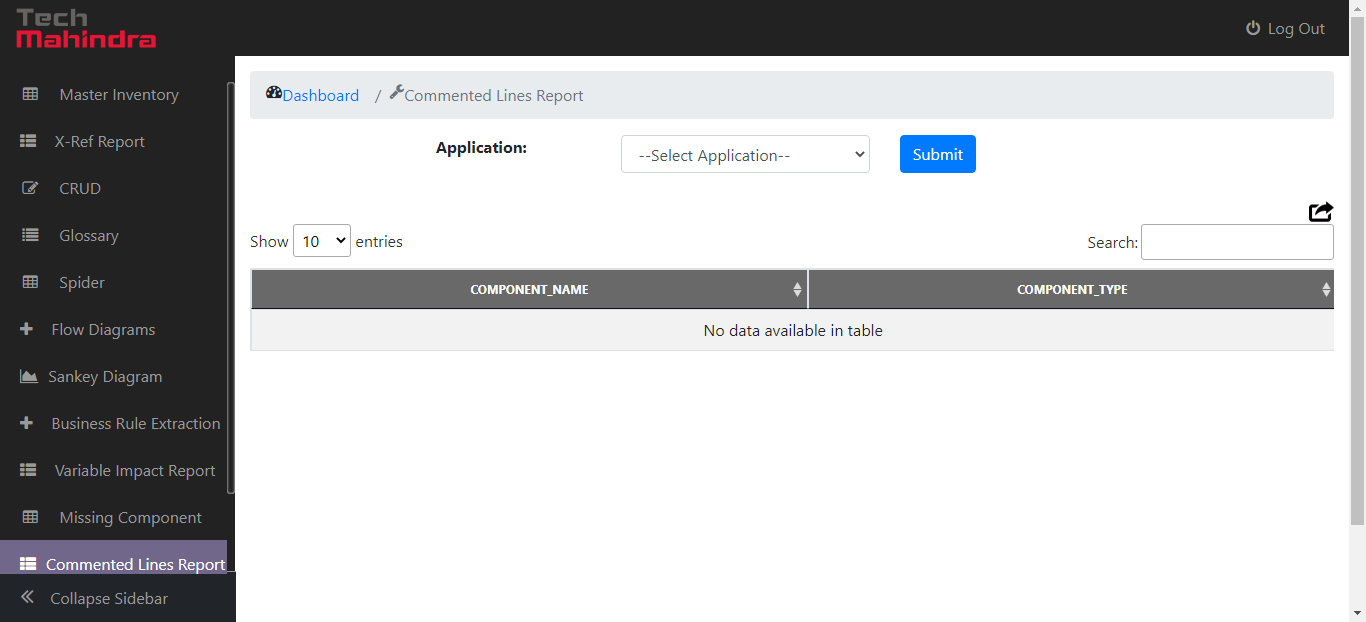 Tech
Mahindra
Log Out
Master Inventory
X-Ref Report
CRUD
Glossary
Spider
Flow Diagrams
Sankey Diagram
Business Rule Extraction
Variable Impact Report
Missing Component
Commented Lines Report
Collapse Sidebar
Dashboard / Commented Lines Report
Application: --Select Application-- Submit
Show 10 entries Search:
COMPONENT_NAME COMPONENT_TYPE
No data available in table